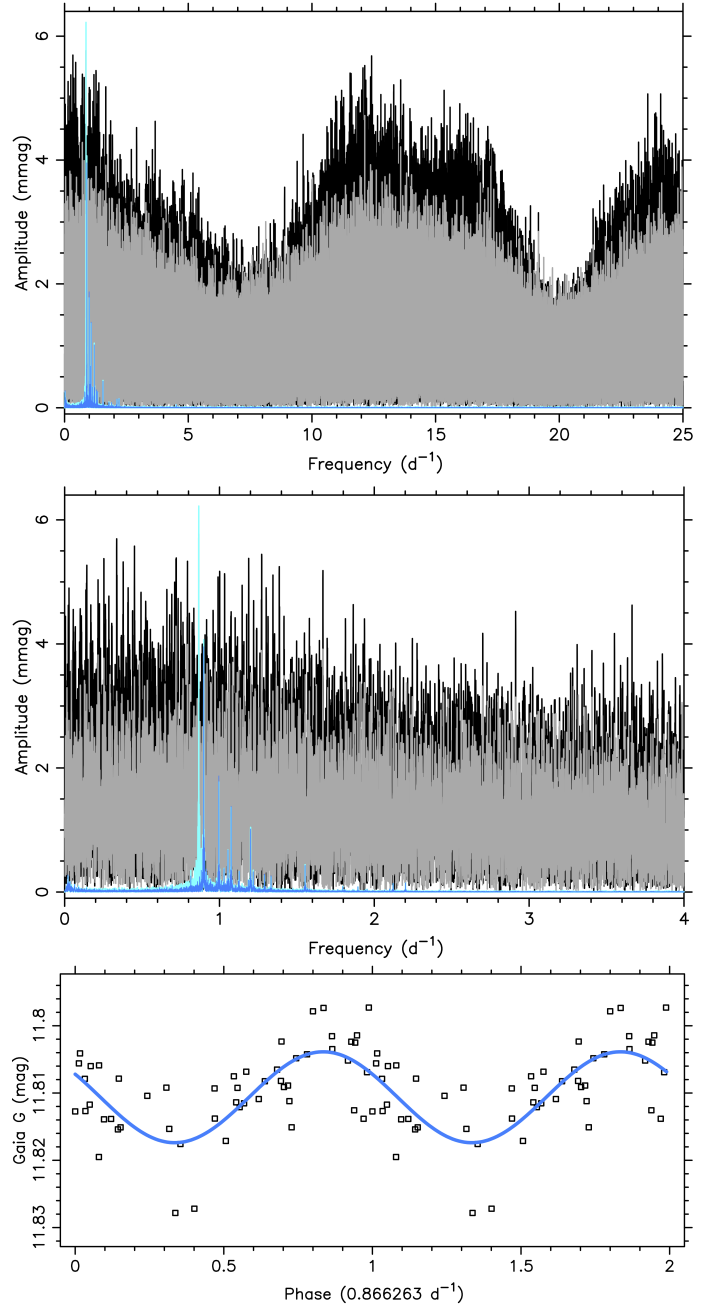 6
4
2
0
Amplitude (mmag)
0 5 10 15 20 25
Frequency (d⁻¹)
6
4
2
0
Amplitude (mmag)
0 1 2 3 4
Frequency (d⁻¹)
11.8
11.81
11.82
11.83
Gaia G (mag)
0 0.5 1 1.5 2
Phase (0.866263 d⁻¹)